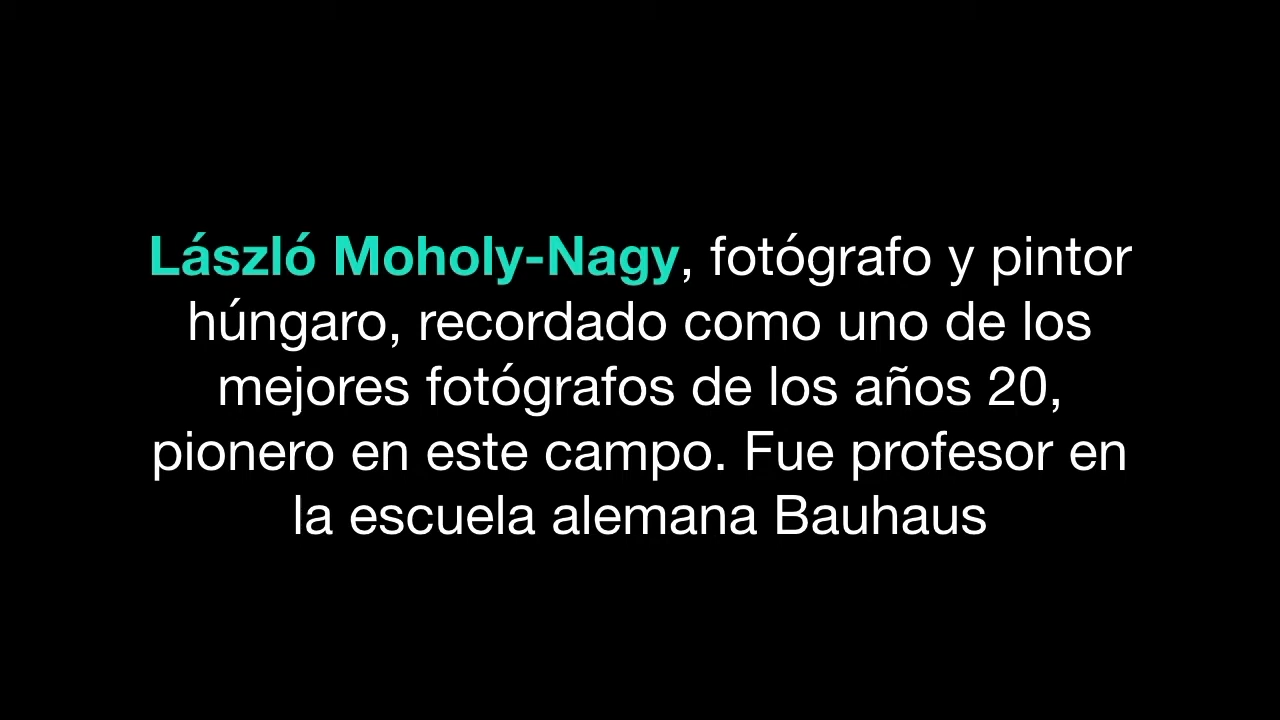 László Moholy-Nagy, fotógrafo y pintor
húngaro, recordado como uno de los
mejores fotógrafos de los años 20,
pionero en este campo. Fue profesor en
la escuela alemana Bauhaus